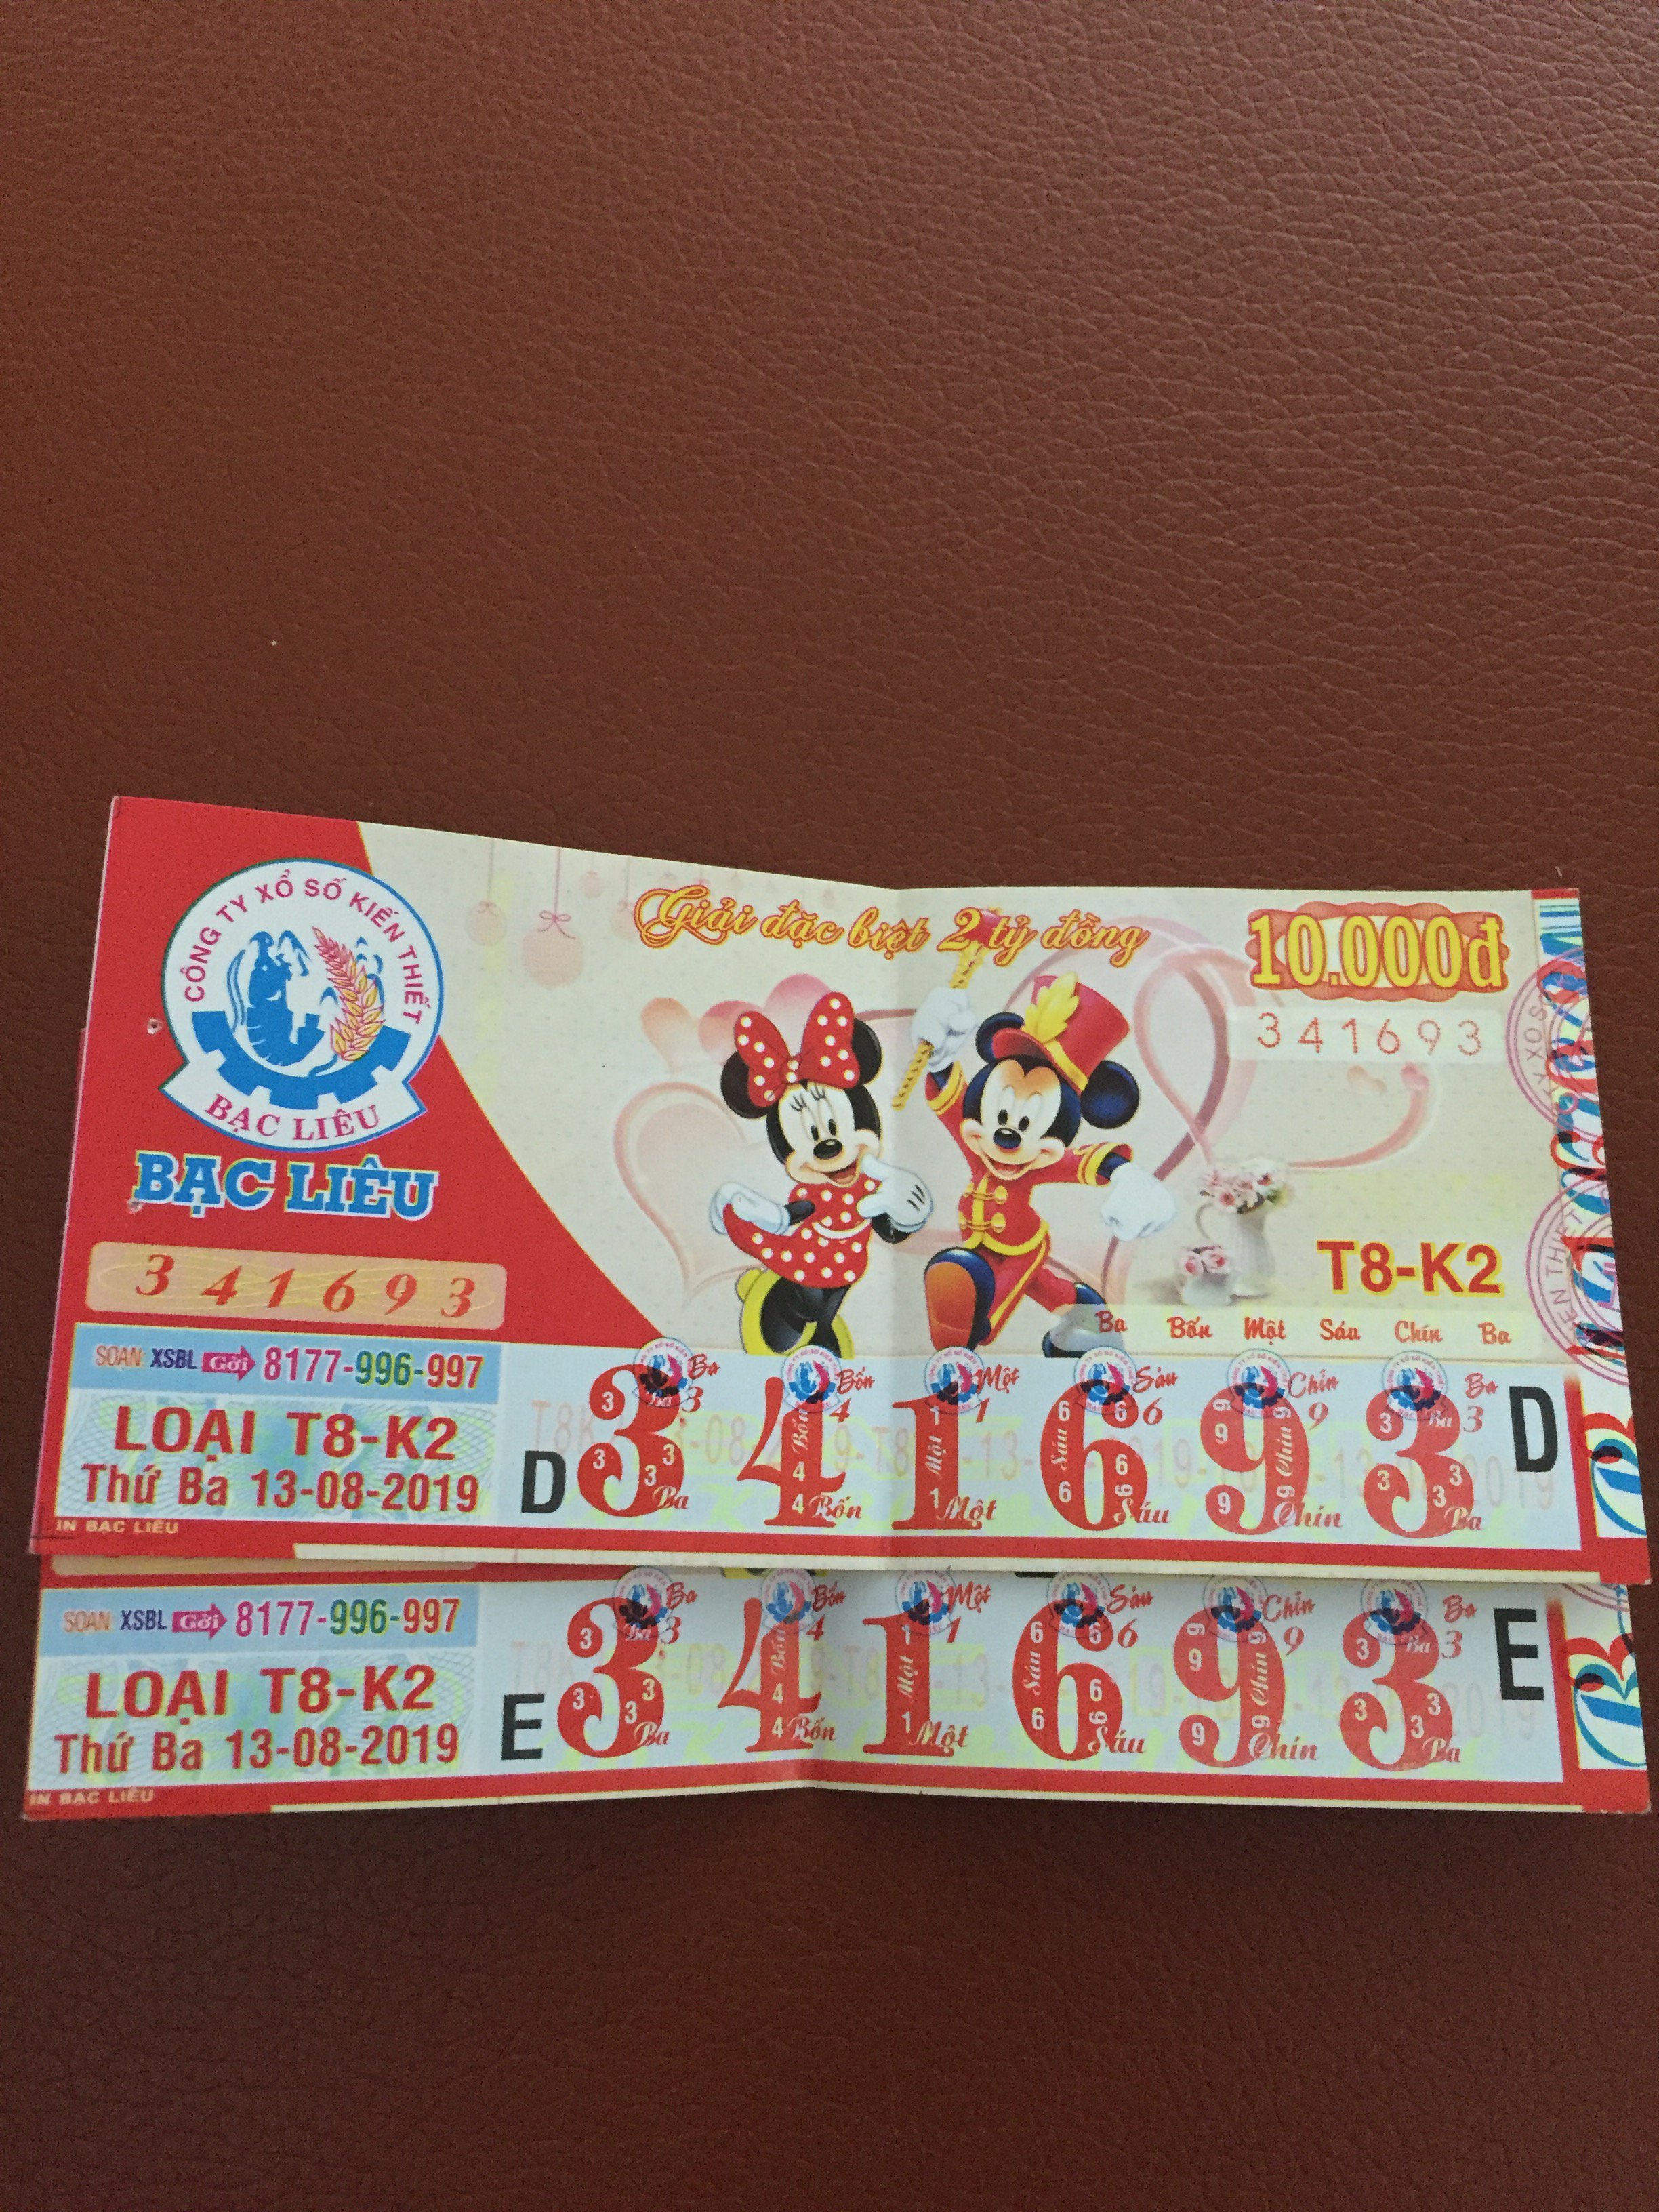 CÔNG TY XỔ SỐ KIẾN THIẾT
BẠC LIÊU
BẠC LIÊU
Giải đặc biệt 2 tỷ đồng
10.000đ
341693
341693
T8-K2
Ba Bốn Một Sáu Chín Ba
SOẠN XSBL Gởi 8177-996-997
LOẠI T8-K2
Thứ Ba 13-08-2019
D 341693 D
IN BẠC LIÊU
SOẠN XSBL Gởi 8177-996-997
LOẠI T8-K2
Thứ Ba 13-08-2019
E 341693 E
IN BẠC LIÊU